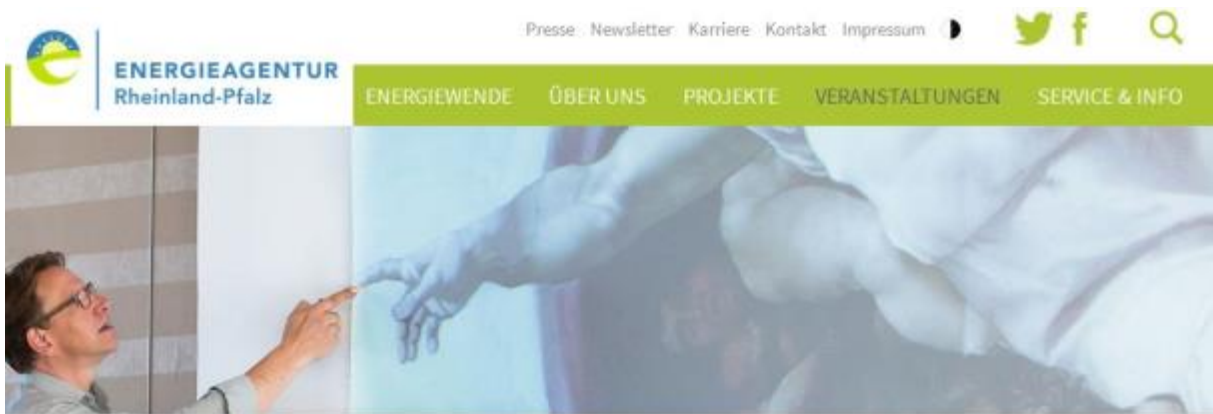 Presse Newsletter Karriere Kontakt Impressum
ENERGIEAGENTUR
Rheinland-Pfalz
ENERGIEWENDE ÜBER UNS PROJEKTE VERANSTALTUNGEN SERVICE & INFO